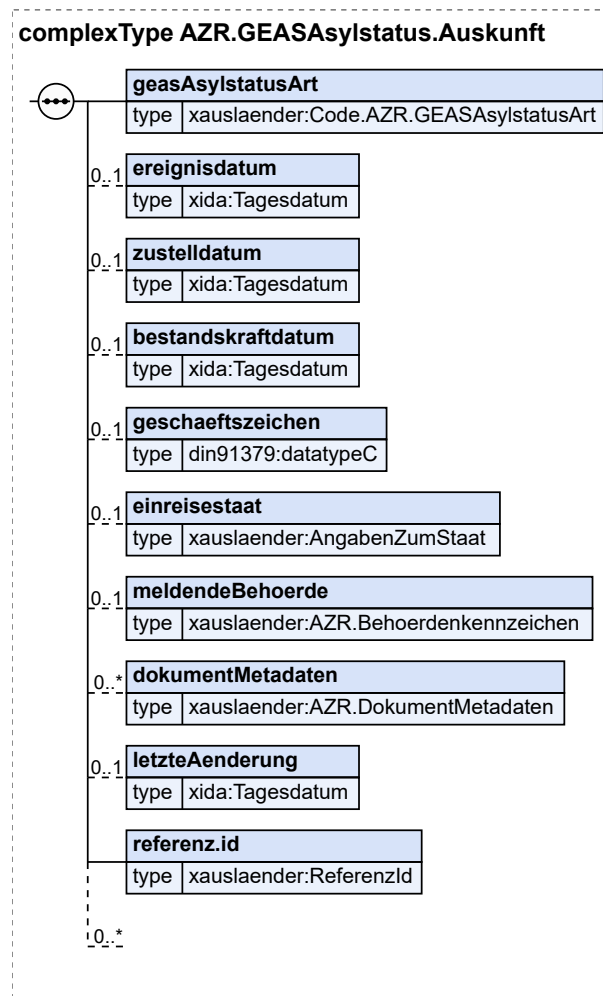 complexType AZR.GEASAsylstatus.Auskunft
geasAsylstatusArt
type xauslaender:Code.AZR.GEASAsylstatusArt
0..1 ereignisdatum
type xida:Tagesdatum
0..1 zustelldatum
type xida:Tagesdatum
0..1 bestandskraftdatum
type xida:Tagesdatum
0..1 geschaeftszeichen
type din91379:datatypeC
0..1 einreisestaat
type xauslaender:AngabenZumStaat
0..1 meldendeBehoerde
type xauslaender:AZR.Behoerdenkennzeichen
0..* dokumentMetadaten
type xauslaender:AZR.DokumentMetadaten
0..1 letzteAenderung
type xida:Tagesdatum
referenz.id
type xauslaender:ReferenzId
0..*